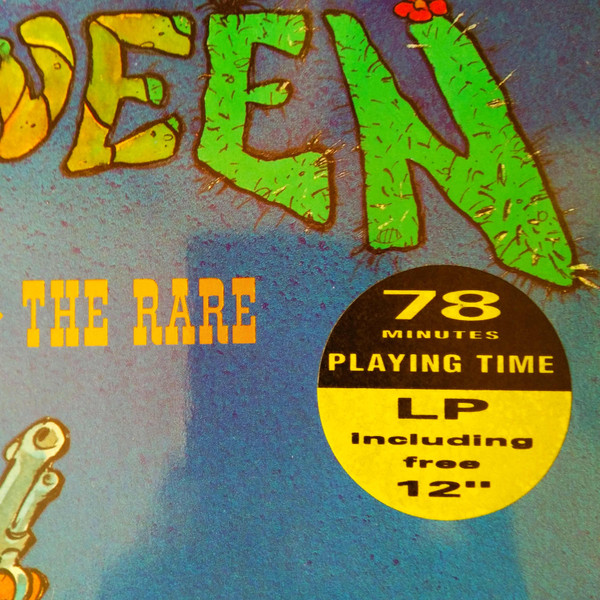 WEEN
THE RARE
78
MINUTES
PLAYING TIME
LP
including
free
12"